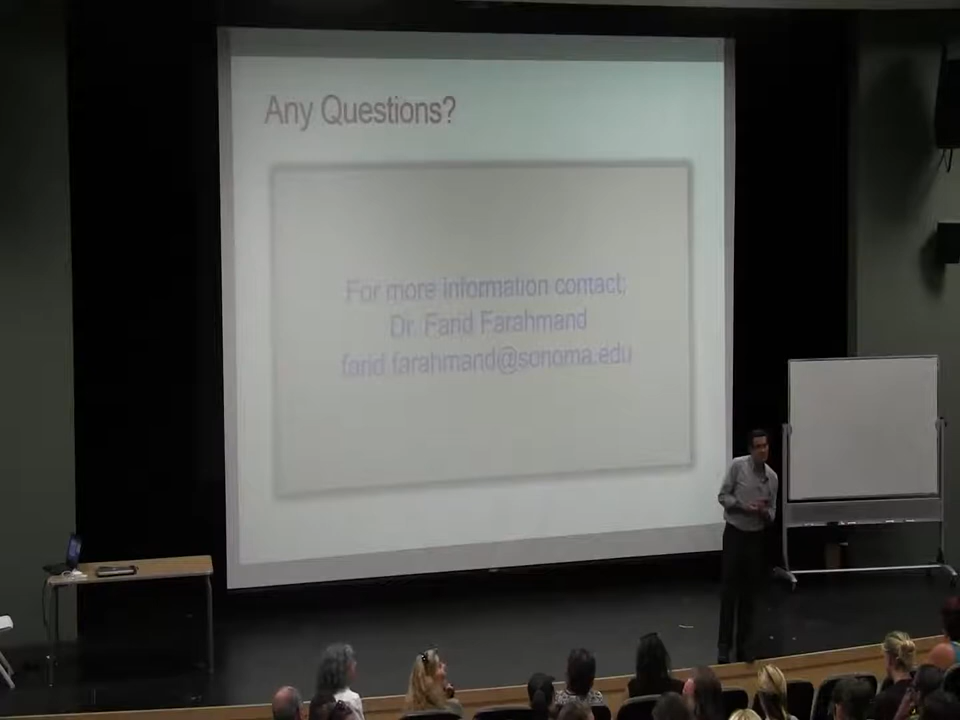 Any Questions?
For more information contact:
Dr. Farid Farahmand
farid.farahmand@sonoma.edu